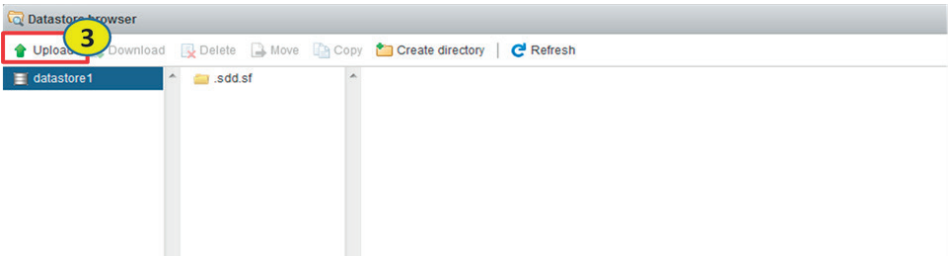 Datastore browser
3
Upload Download Delete Move Copy Create directory | Refresh
datastore1
.sdd.sf